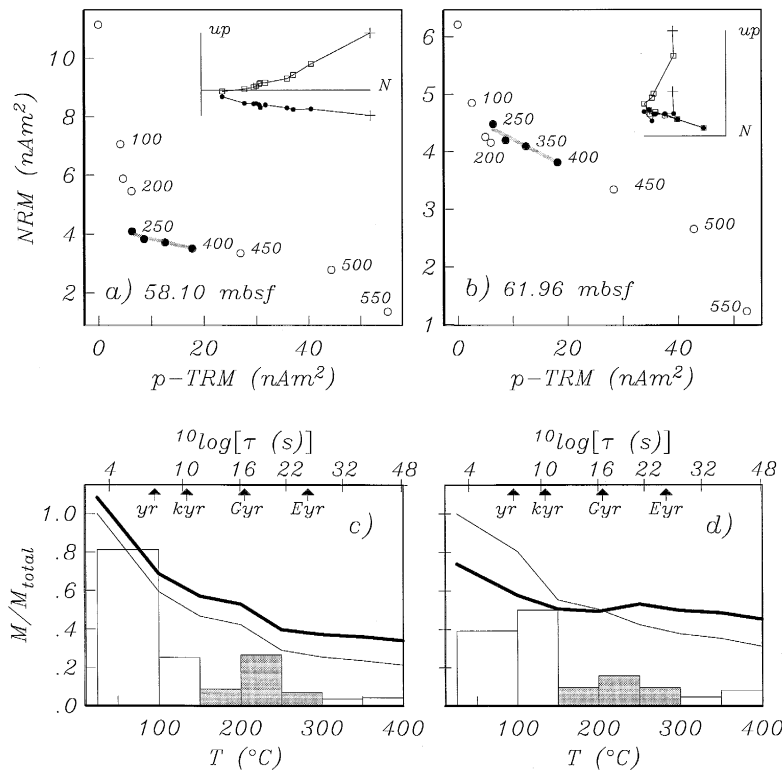 up
N
11
10
8
6
4
2
NRM (nAm²)
100
200
250
400
450
500
550
a) 58.10 mbsf
0
20
40
p-TRM (nAm²)
up
N
6
5
4
3
2
1
100
250
200
350
400
450
500
550
b) 61.96 mbsf
0
20
40
p-TRM (nAm²)
¹⁰log[τ (s)]
4
10
16
22
32
48
yr
kyr
Gyr
Eyr
c)
1.0
.8
.6
.4
.2
.0
M/M_total
100
200
300
400
T (°C)
¹⁰log[τ (s)]
4
10
16
22
32
48
yr
kyr
Gyr
Eyr
d)
100
200
300
400
T (°C)